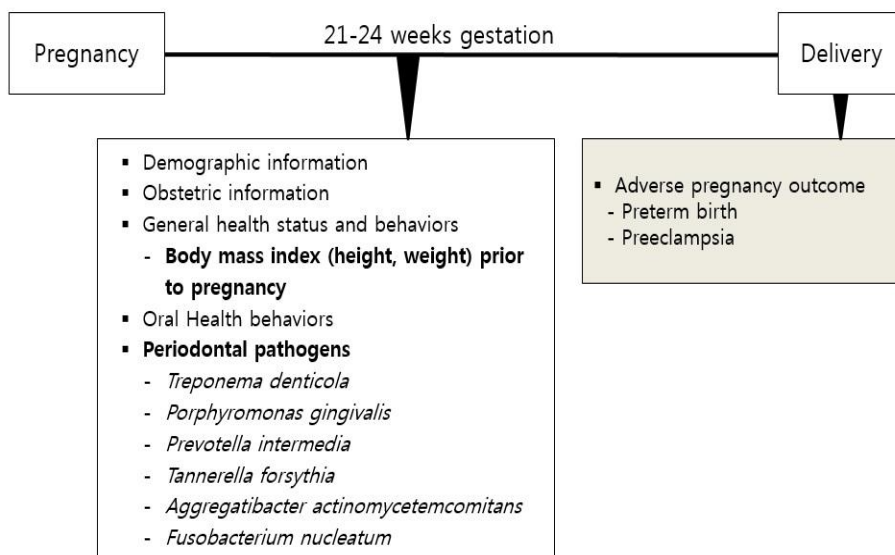 Pregnancy
21-24 weeks gestation
Delivery
▪ Demographic information
▪ Obstetric information
▪ General health status and behaviors
- Body mass index (height, weight) prior
to pregnancy
▪ Oral Health behaviors
▪ Periodontal pathogens
- Treponema denticola
- Porphyromonas gingivalis
- Prevotella intermedia
- Tannerella forsythia
- Aggregatibacter actinomycetemcomitans
- Fusobacterium nucleatum
▪ Adverse pregnancy outcome
- Preterm birth
- Preeclampsia